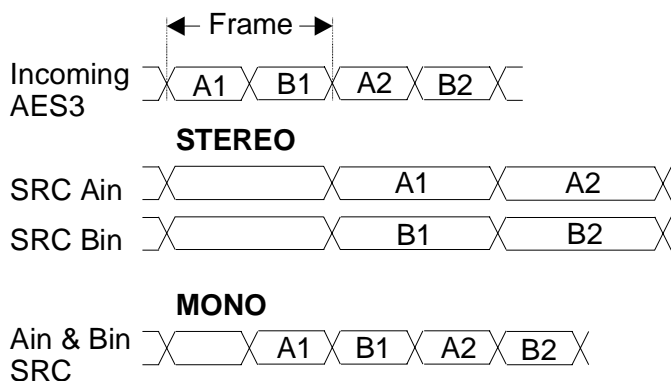 Frame
Incoming
AES3
A1 B1 A2 B2
STEREO
SRC Ain
A1 A2
SRC Bin
B1 B2
MONO
Ain & Bin
SRC
A1 B1 A2 B2